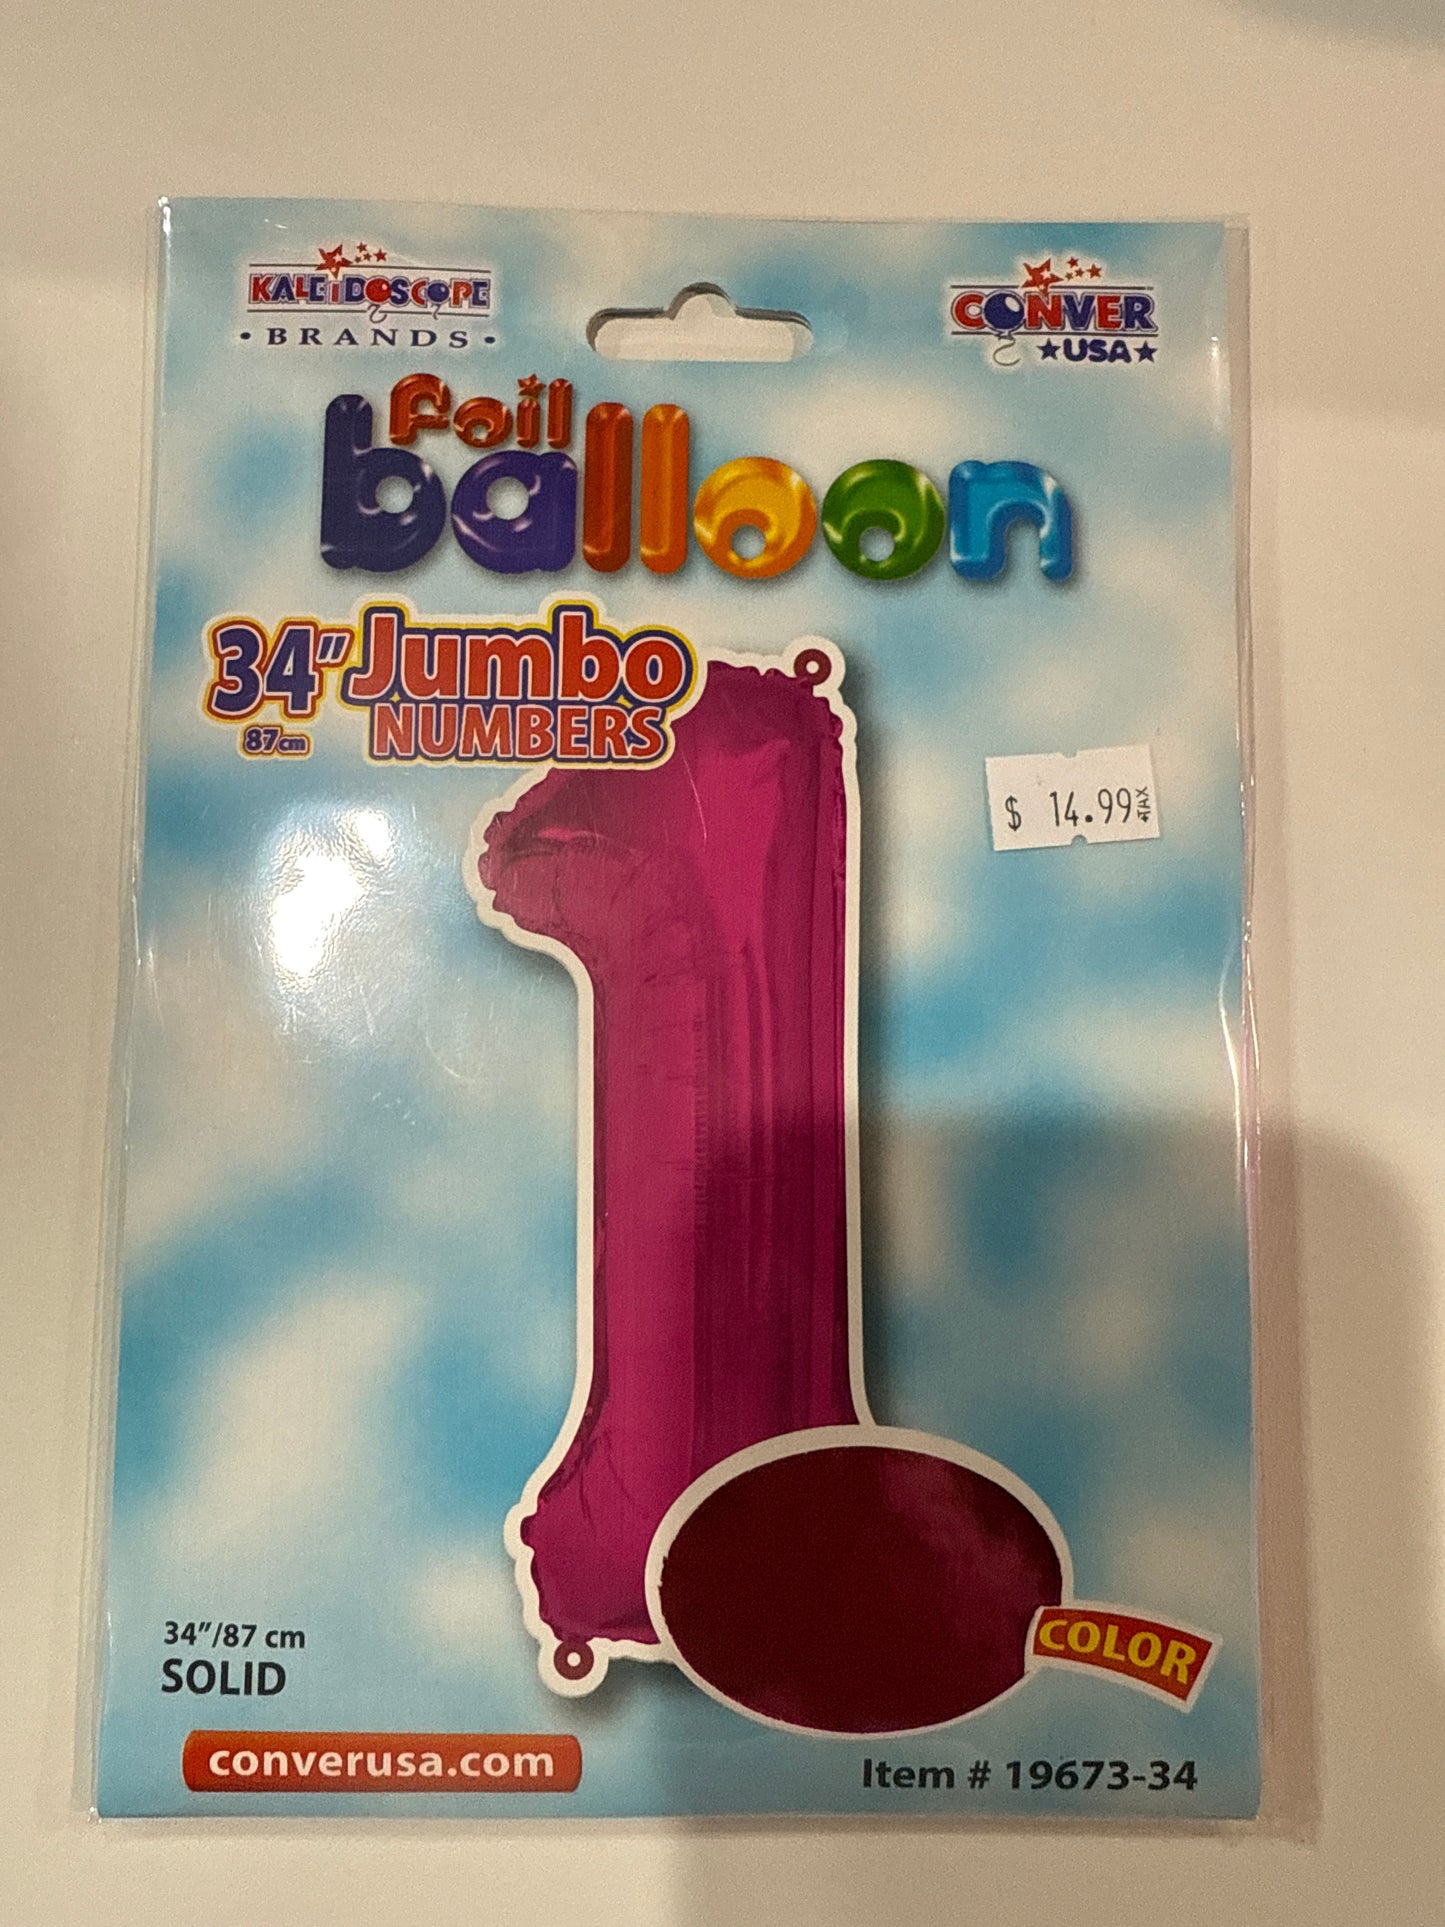 KALEIDOSCOPE
• BRANDS •
CONVER
★USA★
Foil
balloon
34" Jumbo
87cm NUMBERS
$ 14.99 +TAX
34"/87 cm
SOLID
COLOR
converusa.com
Item # 19673-34